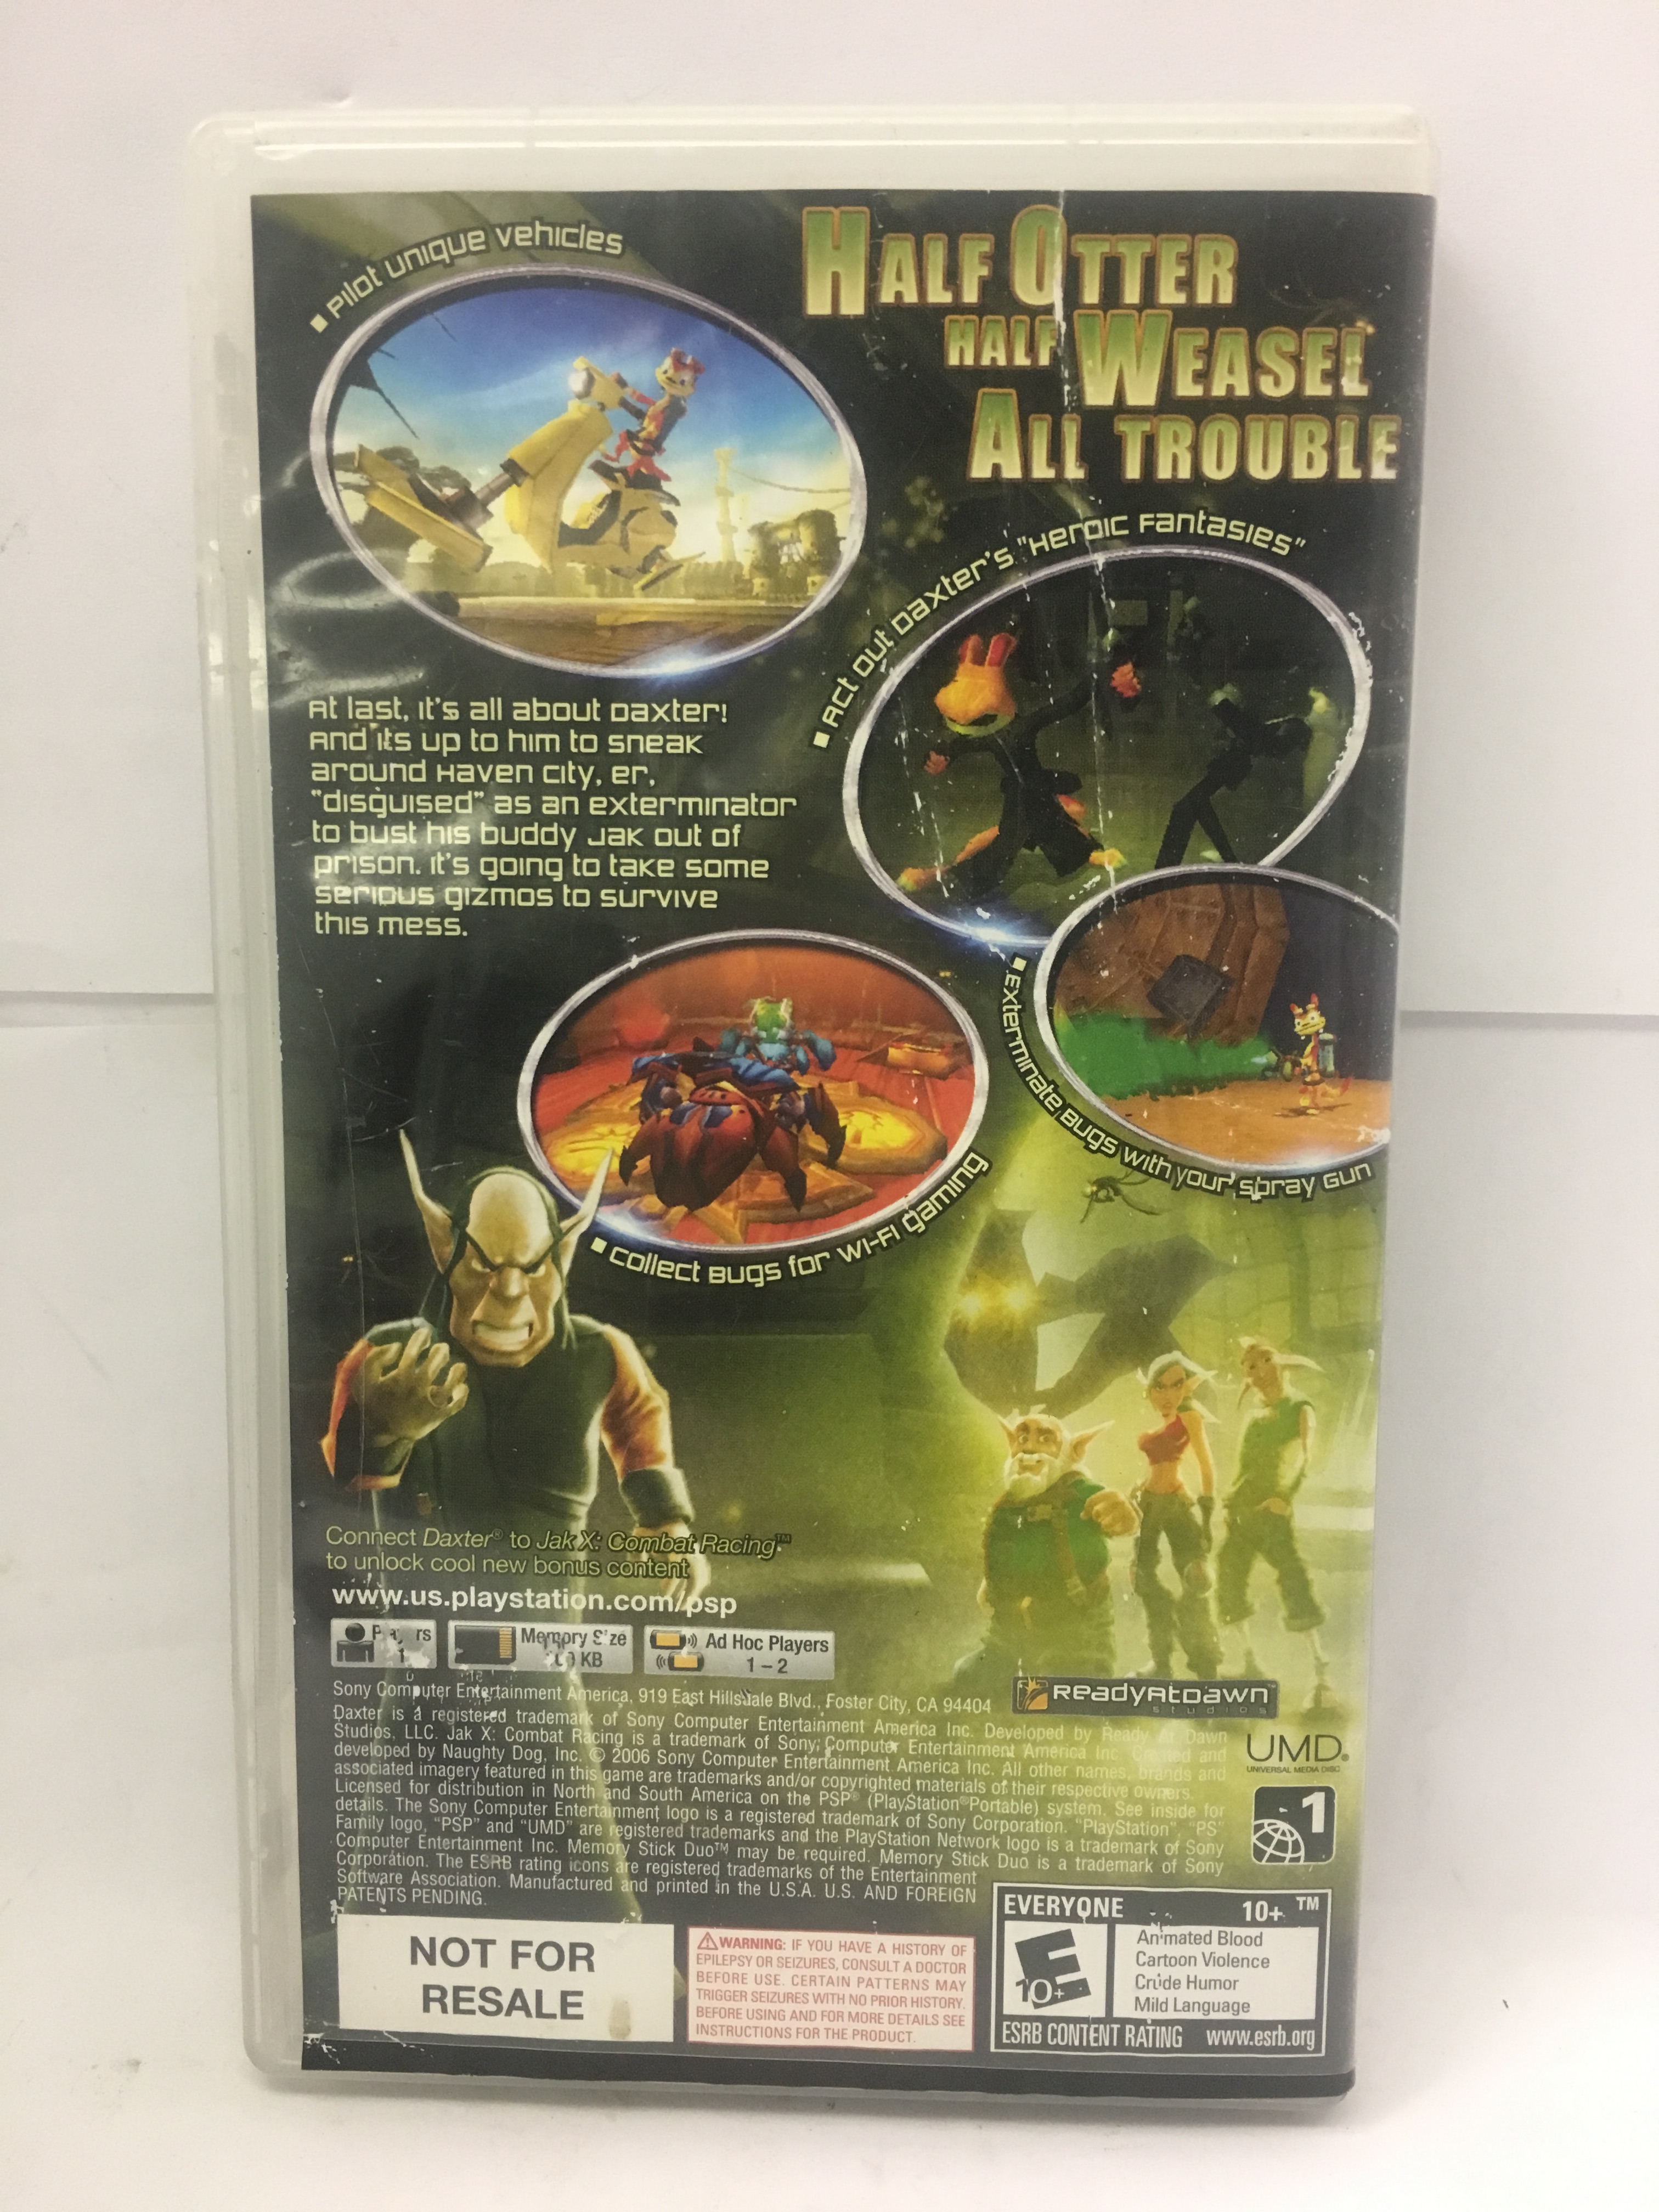 PILOT UNIQUE VEHICLES
HALF OTTER
HALF WEASEL
ALL TROUBLE
ACT OUT DAXTER'S "HEROIC FANTASIES"
At last, it's all about Daxter!
And it's up to him to sneak
around Haven City, er,
"disguised" as an exterminator
to bust his buddy Jak out of
prison. It's going to take some
serious gizmos to survive
this mess.
Exterminate Bugs with your Spray Gun
Collect Bugs for Wi-Fi Gaming
Connect Daxter® to Jak X: Combat Racing™
to unlock cool new bonus content
www.us.playstation.com/psp
Players
1
Memory Size
KB
Ad Hoc Players
1 – 2
Sony Computer Entertainment America, 919 East Hillsdale Blvd., Foster City, CA 94404
ReadyAtDawn™
studios
Daxter is a registered trademark of Sony Computer Entertainment America Inc. Developed by Ready At Dawn
Studios, LLC. Jak X: Combat Racing is a trademark of Sony Computer Entertainment America Inc. Created and
developed by Naughty Dog, Inc. © 2006 Sony Computer Entertainment America Inc. All other names, brands and
associated imagery featured in this game are trademarks and/or copyrighted materials of their respective owners.
Licensed for distribution in North and South America on the PSP® (PlayStation®Portable) system. See inside for
details. The Sony Computer Entertainment logo is a registered trademark of Sony Corporation. "PlayStation", "PS"
Family logo, "PSP" and "UMD" are registered trademarks and the PlayStation Network logo is a trademark of Sony
Computer Entertainment Inc. Memory Stick Duo™ may be required. Memory Stick Duo is a trademark of Sony
Corporation. The ESRB rating icons are registered trademarks of the Entertainment
Software Association. Manufactured and printed in the U.S.A. U.S. AND FOREIGN
PATENTS PENDING.
UMD®
UNIVERSAL MEDIA DISC
1
NOT FOR
RESALE
WARNING: IF YOU HAVE A HISTORY OF
EPILEPSY OR SEIZURES, CONSULT A DOCTOR
BEFORE USE. CERTAIN PATTERNS MAY
TRIGGER SEIZURES WITH NO PRIOR HISTORY.
BEFORE USING AND FOR MORE DETAILS SEE
INSTRUCTIONS FOR THE PRODUCT.
EVERYONE 10+ ™
E
10+
Animated Blood
Cartoon Violence
Crude Humor
Mild Language
ESRB CONTENT RATING www.esrb.org